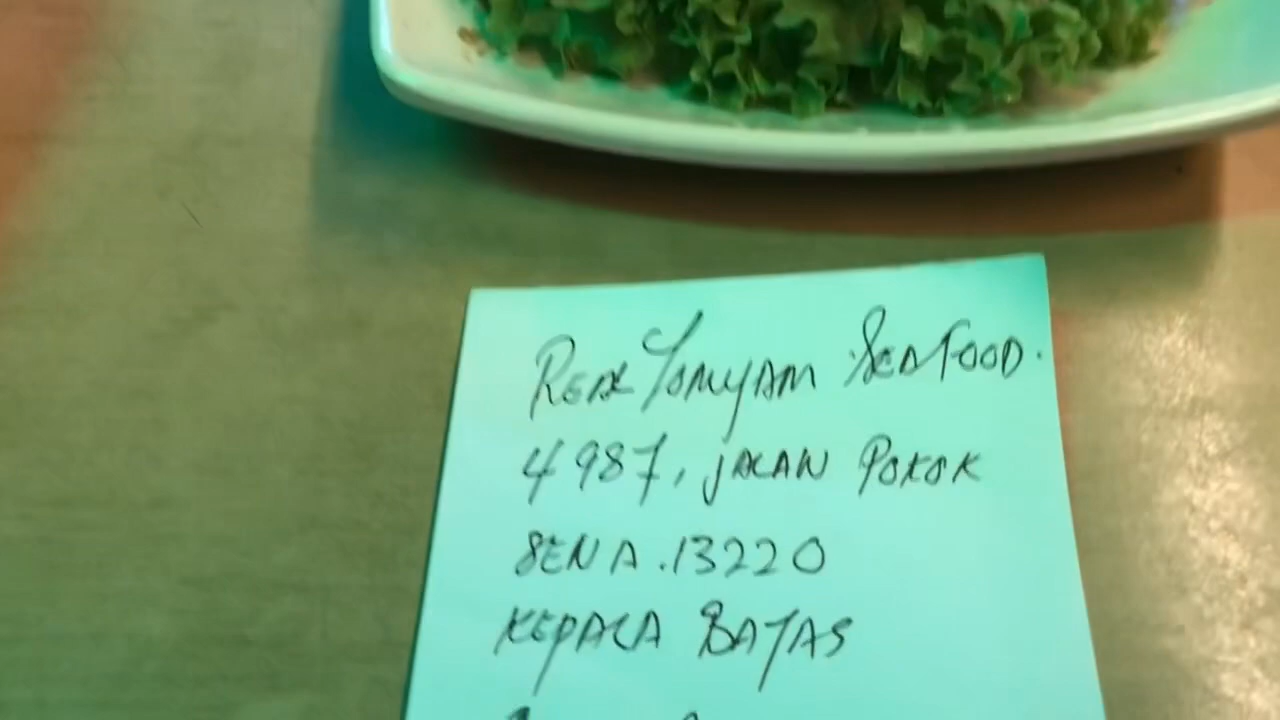 REAL TOMYAM SEAFOOD.
4987, JALAN POKOK
SENA. 13220
KEPALA BATAS